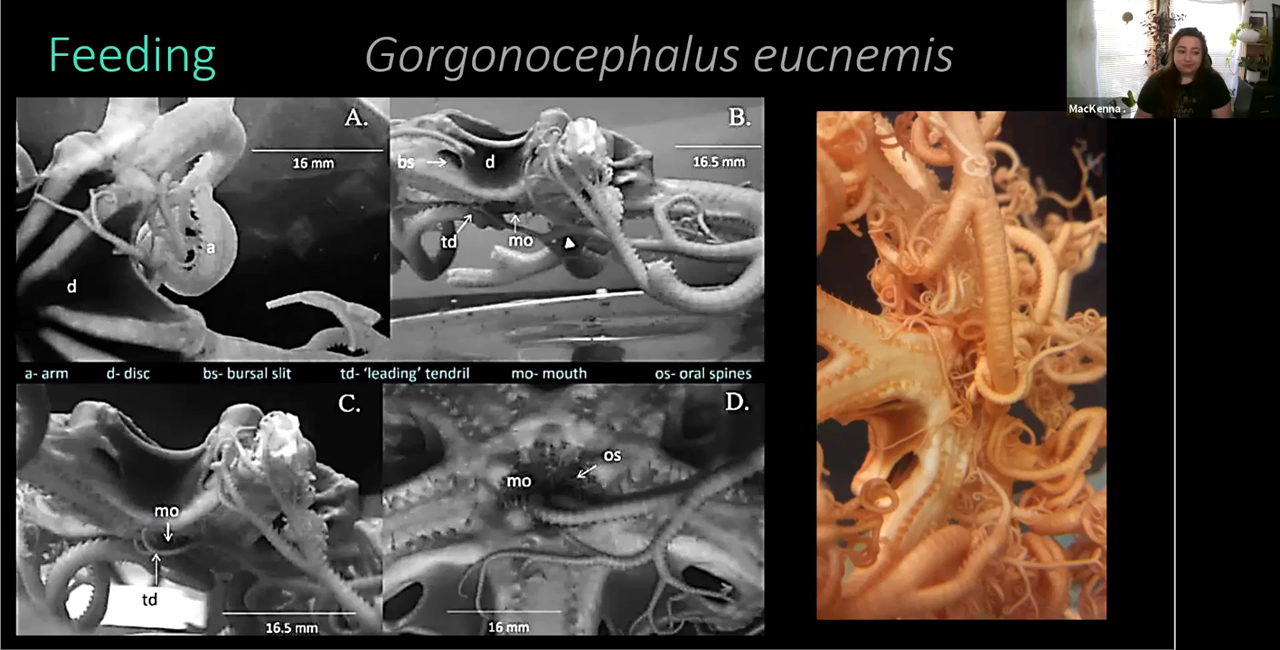 Feeding
Gorgonocephalus eucnemis
MacKenna
A.
16 mm
a
d
B.
16.5 mm
bs
d
td
mo
a- arm
d- disc
bs- bursal slit
td- ‘leading’ tendril
mo- mouth
os- oral spines
C.
mo
td
16.5 mm
D.
os
mo
16 mm